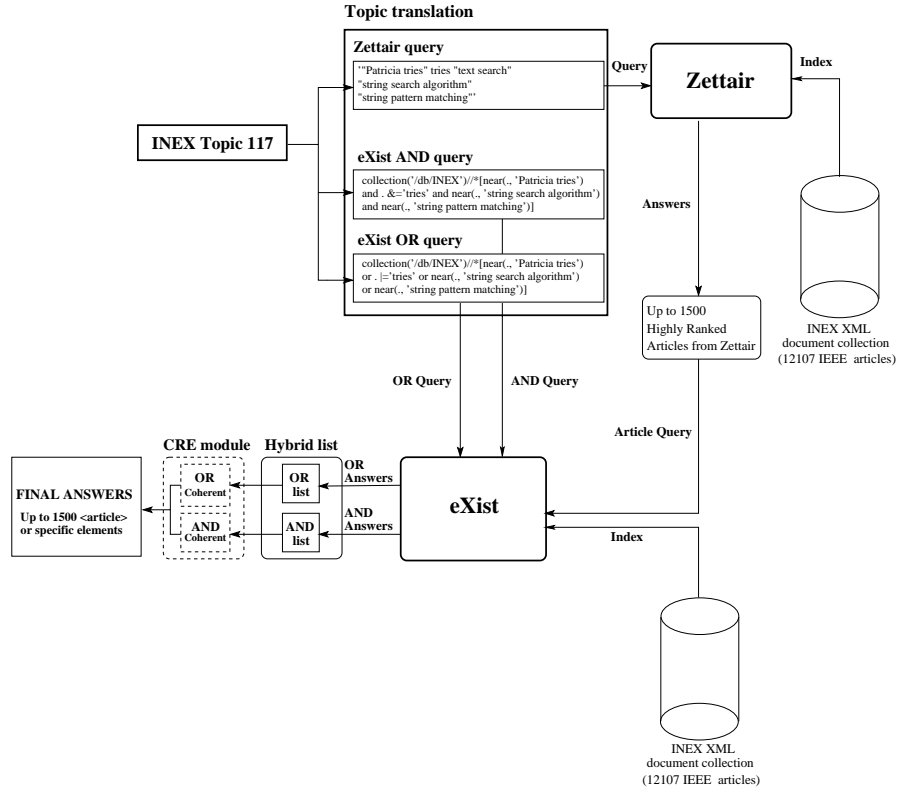 Topic translation
Zettair query
'"Patricia tries" tries "text search"
"string search algorithm"
"string pattern matching"'
Query
Zettair
Index
INEX Topic 117
eXist AND query
collection('/db/INEX')//*[near(., 'Patricia tries')
and . &='tries' and near(., 'string search algorithm')
and near(., 'string pattern matching')]
Answers
eXist OR query
collection('/db/INEX')//*[near(., 'Patricia tries')
or . |='tries' or near(., 'string search algorithm')
or near(., 'string pattern matching')]
Up to 1500
Highly Ranked
Articles from Zettair
INEX XML
document collection
(12107 IEEE articles)
OR Query
AND Query
Article Query
CRE module
Hybrid list
OR
Answers
FINAL ANSWERS
Up to 1500 <article>
or specific elements
OR
Coherent
OR
list
eXist
AND
Answers
AND
Coherent
AND
list
Index
INEX XML
document collection
(12107 IEEE articles)